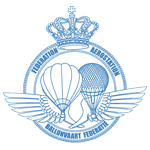 FEDERATION AEROSTATION
BALLONVAART FEDERATIE